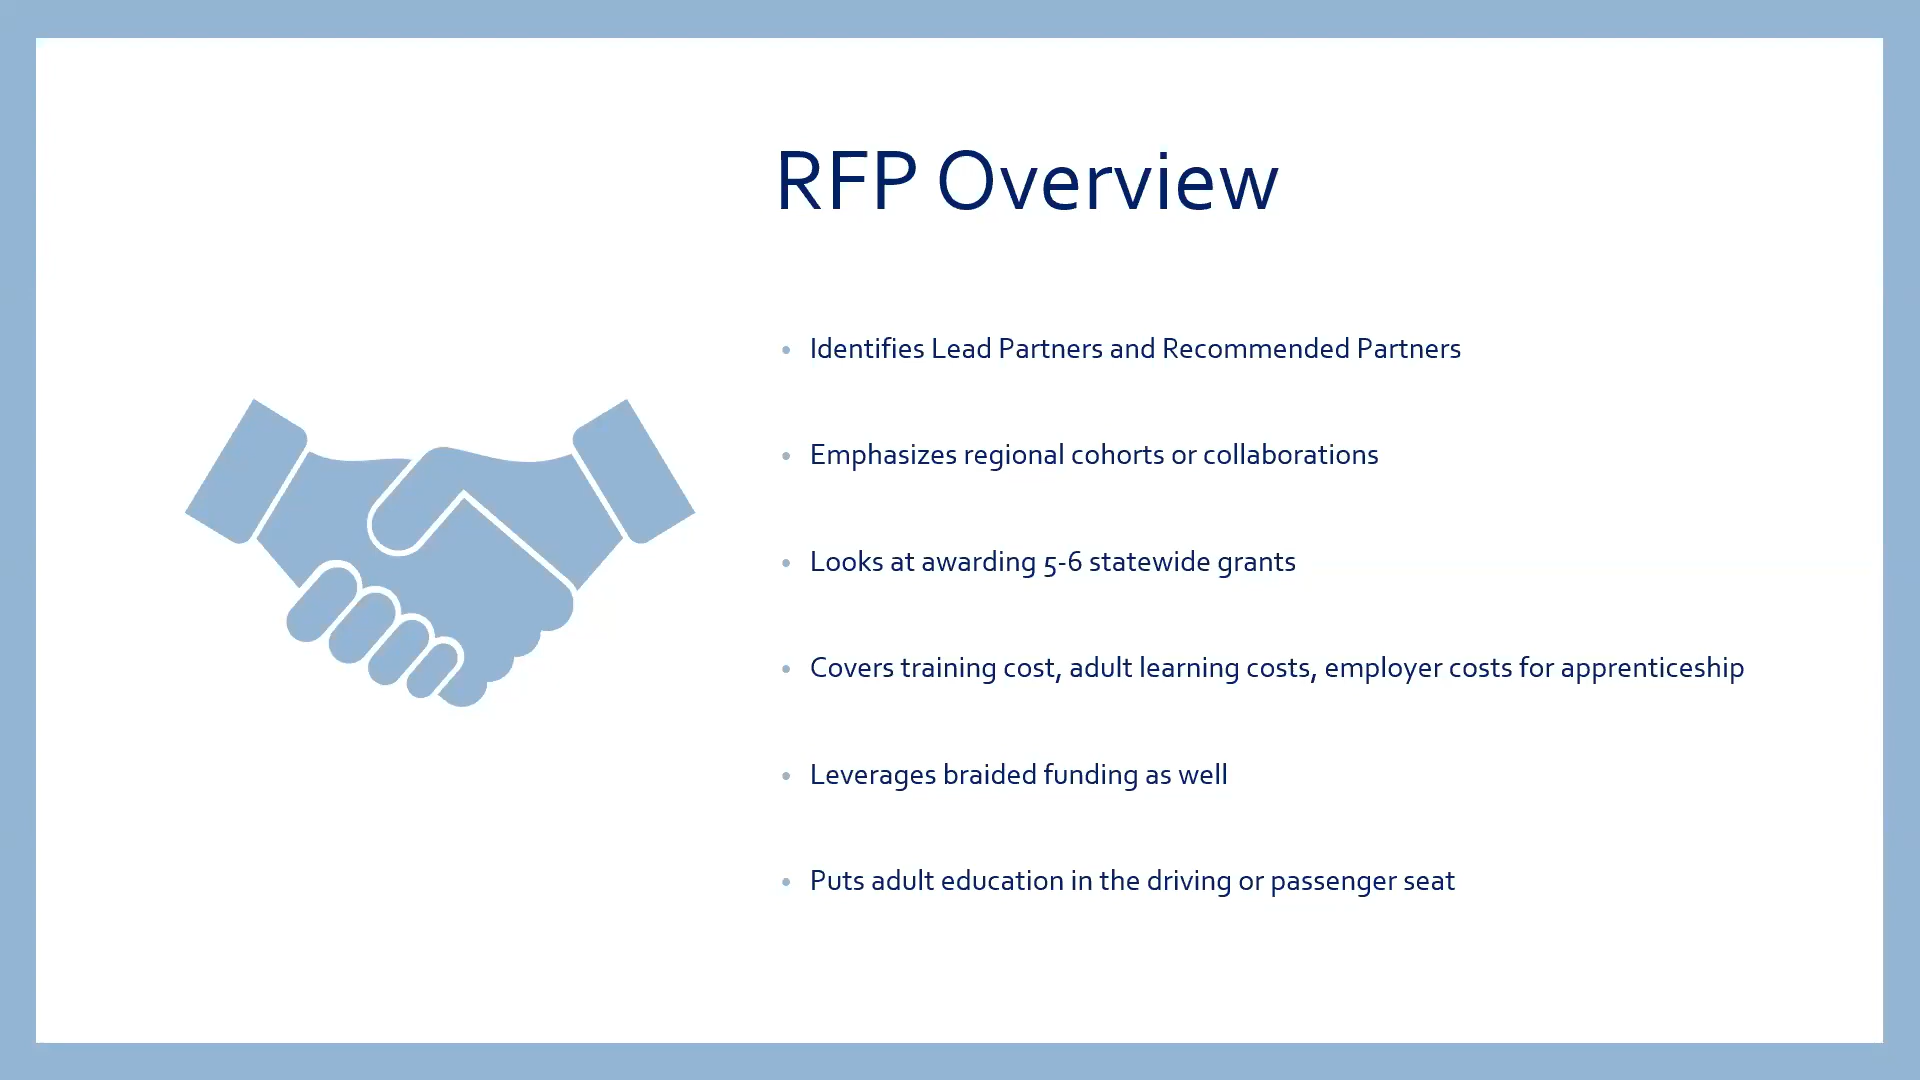 RFP Overview
• Identifies Lead Partners and Recommended Partners
• Emphasizes regional cohorts or collaborations
• Looks at awarding 5-6 statewide grants
• Covers training cost, adult learning costs, employer costs for apprenticeship
• Leverages braided funding as well
• Puts adult education in the driving or passenger seat